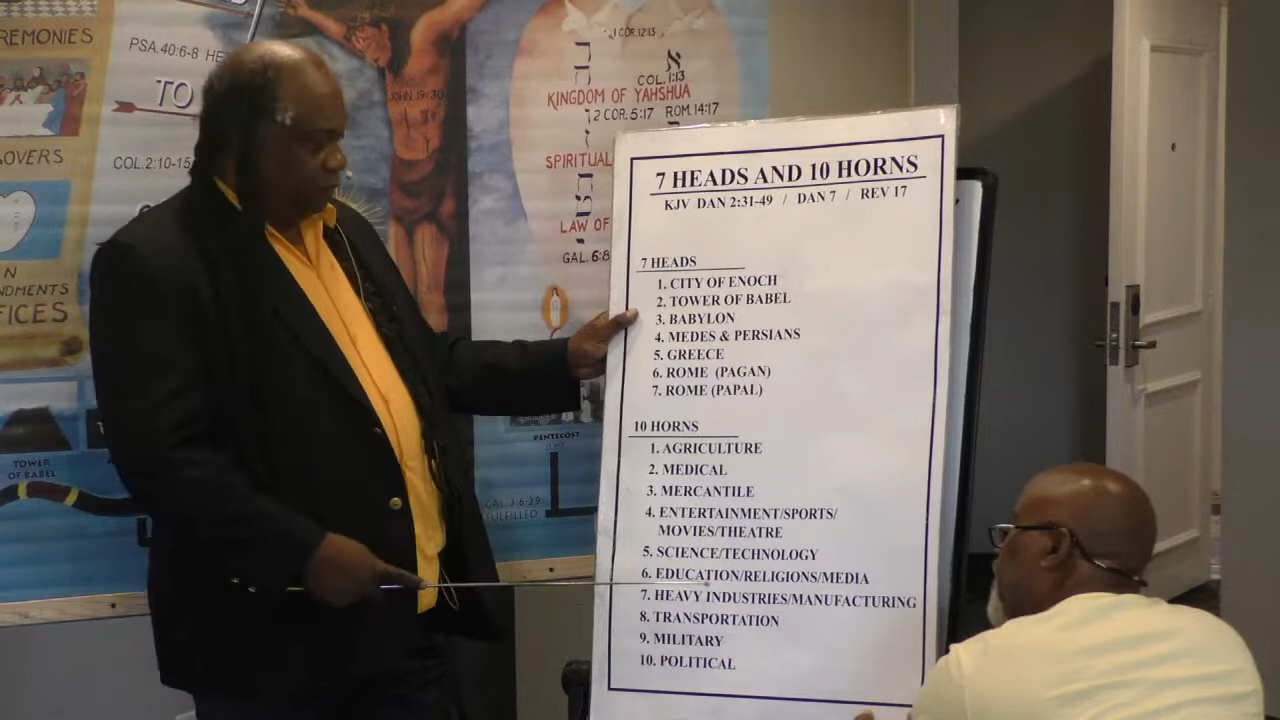 REMONIES
PSA.40:6-8 HE
TO
OVERS
COL.2:10-15
N
NDMENTS
FICES
TOWER
OF BABEL
JOHN 19:30
1 COR.12:13
א
COL.1:13
KINGDOM OF YAHSHUA
2 COR. 5:17 ROM.14:17
SPIRITUAL
LAW OF
GAL. 6:8
PENTECOST
GAL. 3:6-29
FULFILLED
7 HEADS AND 10 HORNS
KJV DAN 2:31-49 / DAN 7 / REV 17
7 HEADS
1. CITY OF ENOCH
2. TOWER OF BABEL
3. BABYLON
4. MEDES & PERSIANS
5. GREECE
6. ROME (PAGAN)
7. ROME (PAPAL)
10 HORNS
1. AGRICULTURE
2. MEDICAL
3. MERCANTILE
4. ENTERTAINMENT/SPORTS/
MOVIES/THEATRE
5. SCIENCE/TECHNOLOGY
6. EDUCATION/RELIGIONS/MEDIA
7. HEAVY INDUSTRIES/MANUFACTURING
8. TRANSPORTATION
9. MILITARY
10. POLITICAL